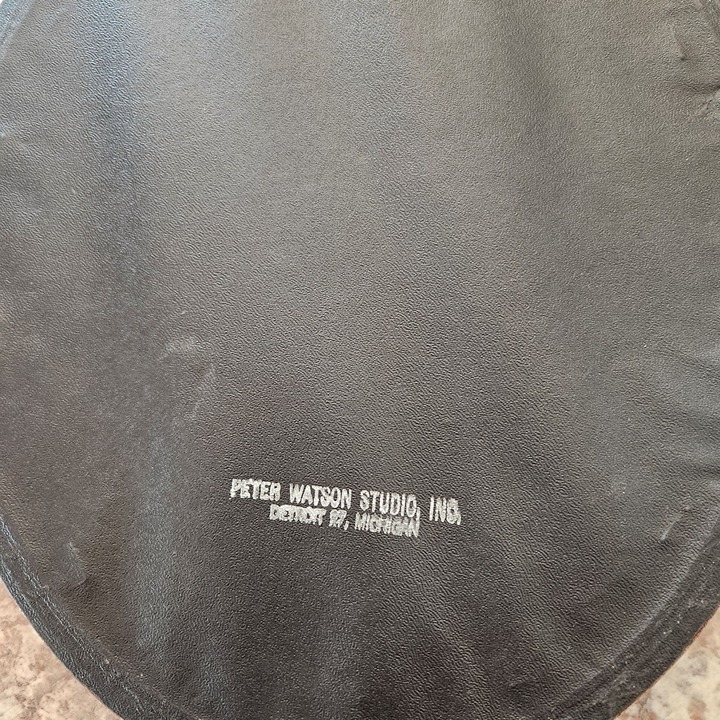 PETER WATSON STUDIO, INC.
DETROIT 27, MICHIGAN